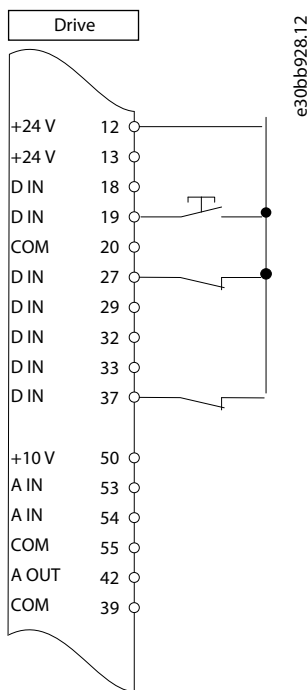 Drive
e30bb928.12
+24 V 12
+24 V 13
D IN 18
D IN 19
COM 20
D IN 27
D IN 29
D IN 32
D IN 33
D IN 37
+10 V 50
A IN 53
A IN 54
COM 55
A OUT 42
COM 39